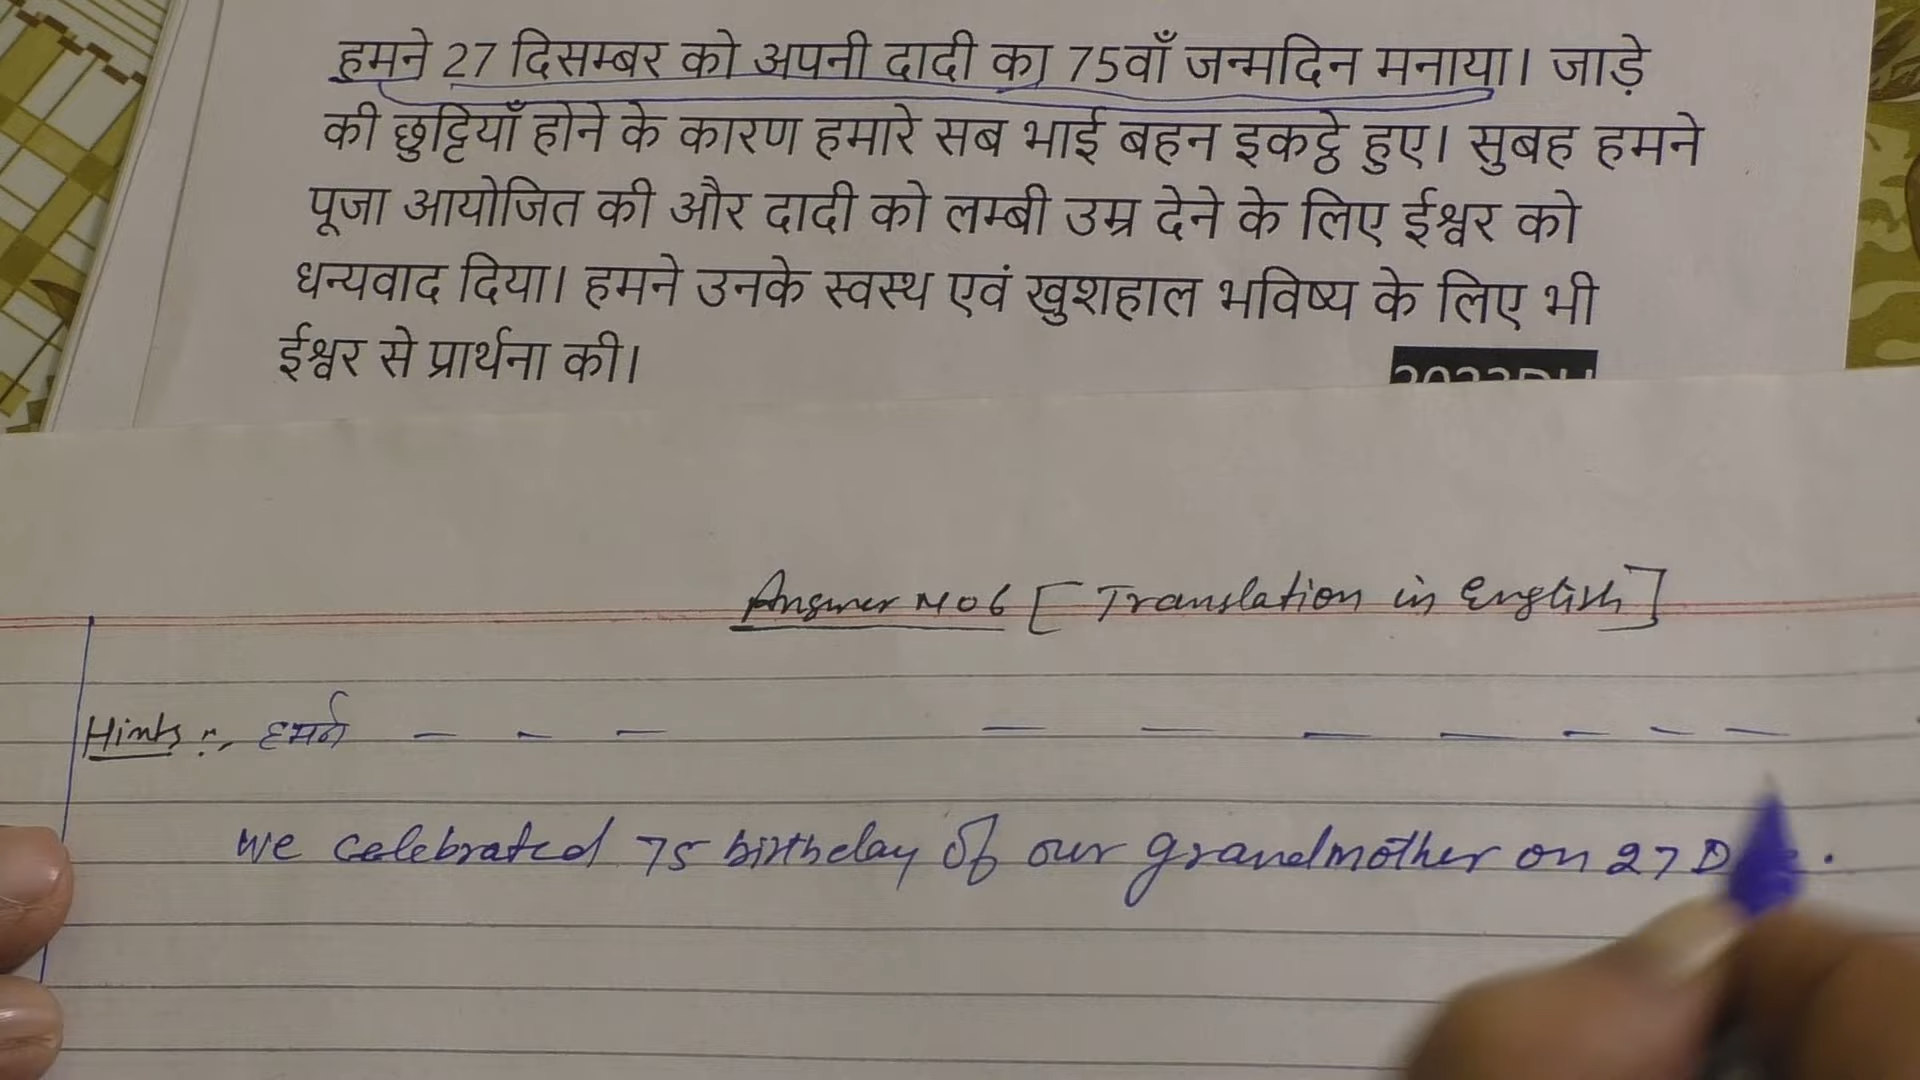 हमने 27 दिसम्बर को अपनी दादी का 75वाँ जन्मदिन मनाया। जाड़े
की छुट्टियाँ होने के कारण हमारे सब भाई बहन इकट्ठे हुए। सुबह हमने
पूजा आयोजित की और दादी को लम्बी उम्र देने के लिए ईश्वर को
धन्यवाद दिया। हमने उनके स्वस्थ एवं खुशहाल भविष्य के लिए भी
ईश्वर से प्रार्थना की।
Answer No 6 [Translation in English]
Hints :- हमने - - - - - - - - - -
We celebrated 75 birthday of our grandmother on 27